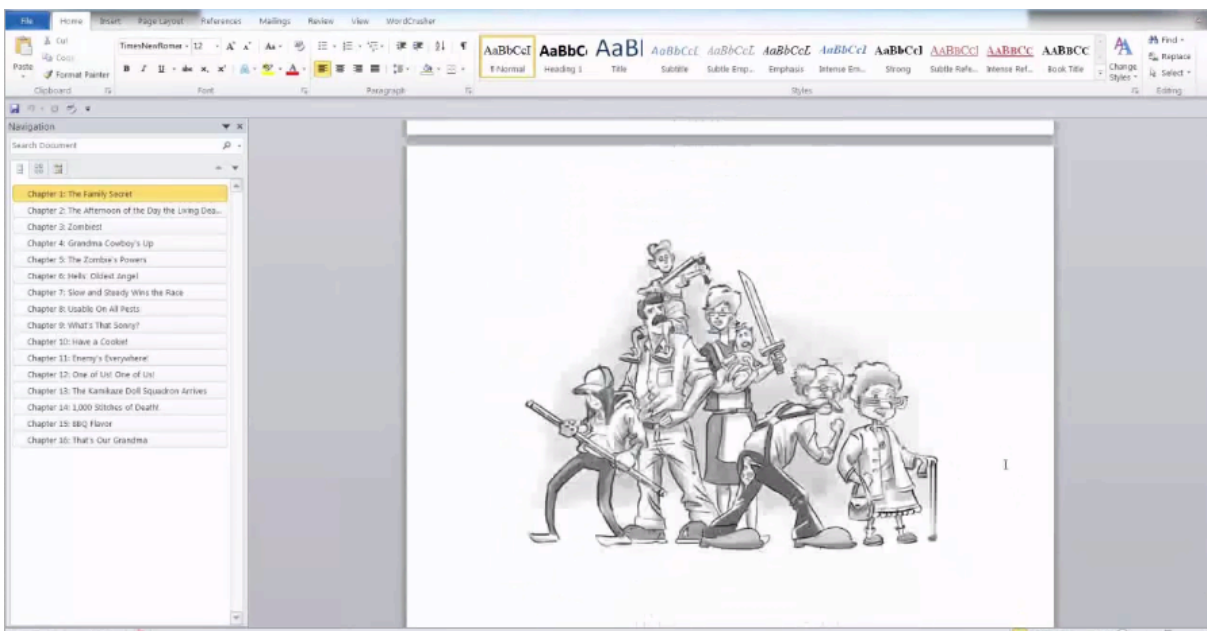 File Home Insert Page Layout References Mailings Review View WordCrusher
Cut
Copy
Paste
Format Painter
TimesNewRoman 12
B I U abc
¶
AaBbCcI AaBbC AaBl AaBbCcL AaBbCcL AaBbCcL AaBbCcI AaBbCcI AaBbCcI AaBbCc AaBbCc
¶ Normal Heading 1 Title Subtitle Subtle Emp... Emphasis Intense Em... Strong Subtle Refe... Intense Ref... Book Title
Change
Styles
Find
Replace
Select
Clipboard Font Paragraph Styles Editing
Navigation
Search Document
Chapter 1: The Family Secret
Chapter 2: The Afternoon of the Day the Living Dea...
Chapter 3: Zombies!
Chapter 4: Grandma Cowboy's Up
Chapter 5: The Zombie's Powers
Chapter 6: Hells' Oldest Angel
Chapter 7: Slow and Steady Wins the Race
Chapter 8: Usable On All Pests
Chapter 9: What's That Sonny?
Chapter 10: Have a Cookie!
Chapter 11: Enemy's Everywhere!
Chapter 12: One of Us! One of Us!
Chapter 13: The Kamikaze Doll Squadron Arrives
Chapter 14: 1,000 Stitches of Death!
Chapter 15: BBQ Flavor
Chapter 16: That's Our Grandma